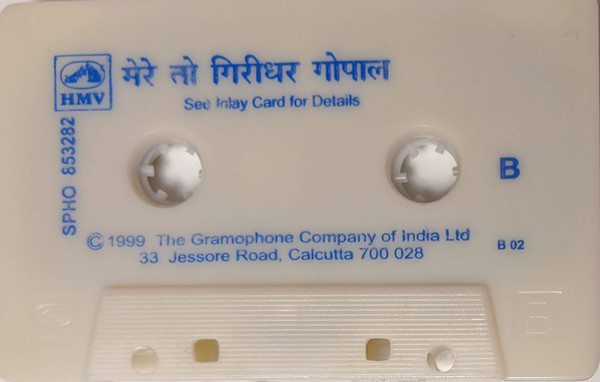 मेरे तो गिरीधर गोपाल
HMV
See Inlay Card for Details
SPHO 853282
B
© 1999 The Gramophone Company of India Ltd
33 Jessore Road, Calcutta 700 028
B 02
B